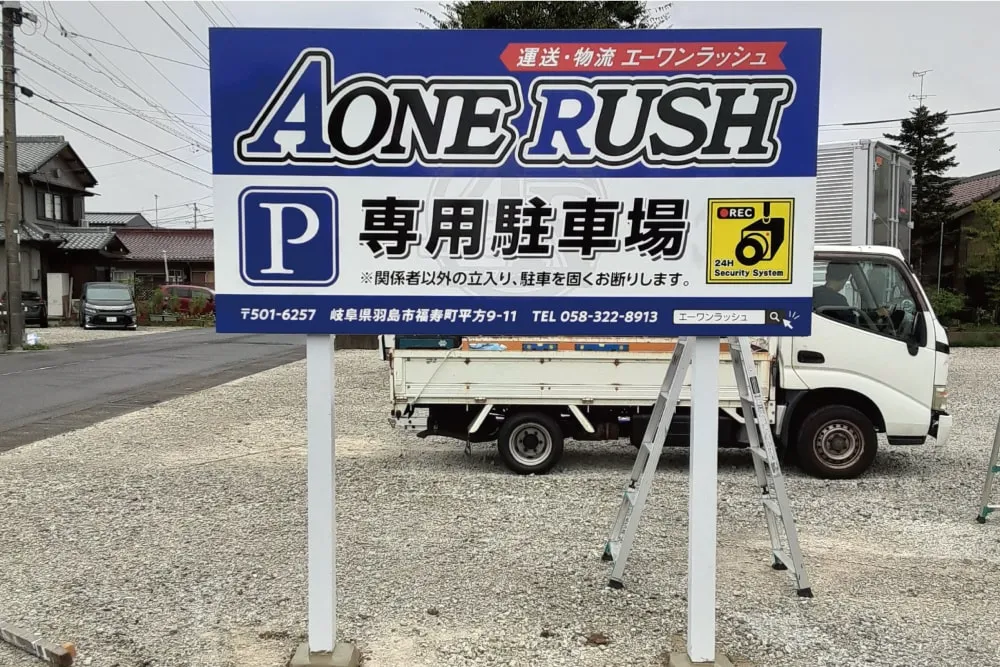 運送・物流 エーワンラッシュ
AONE RUSH
P 専用駐車場
REC
24H
Security System
※関係者以外の立入り、駐車を固くお断りします。
〒501-6257 岐阜県羽島市福寿町平方9-11 TEL 058-322-8913 エーワンラッシュ